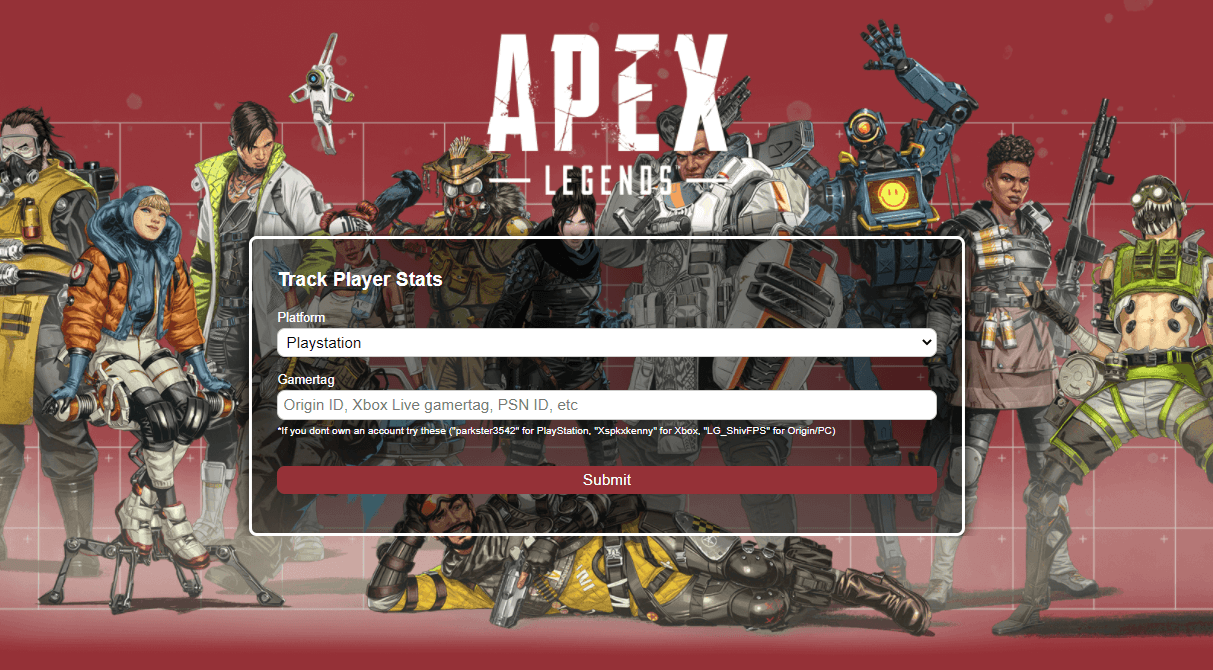 APEX
LEGENDS
Track Player Stats
Platform
Playstation
Gamertag
Origin ID, Xbox Live gamertag, PSN ID, etc
*If you dont own an account try these ("parkster3542" for PlayStation, "Xspkxkenny" for Xbox, "LG_ShivFPS" for Origin/PC)
Submit